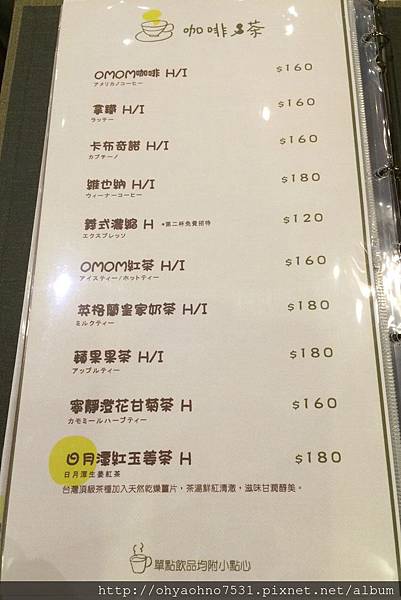 咖啡&茶
OMOM咖啡 H/I $160
アメリカノコーヒー
拿鐵 H/I $160
ラッテー
卡布奇諾 H/I $160
カプチーノ
維也納 H/I $180
ウィーナーコーヒー
義式濃縮 H *第二杯免費招待 $120
エクスプレッソ
OMOM紅茶 H/I $160
アイスティー/ホットティー
英格蘭皇家奶茶 H/I $180
ミルクティー
蘋果果茶 H/I $180
アップルティー
寧靜澄花甘菊茶 H $160
カモミールハーブティー
日月潭紅玉姜茶 H $180
日月潭生姜紅茶
台灣頂級茶種加入天然乾燥薑片，茶湯鮮紅清澈，滋味甘潤醇美。
單點飲品均附小點心
http://ohyaohno7531.pixnet.net/album